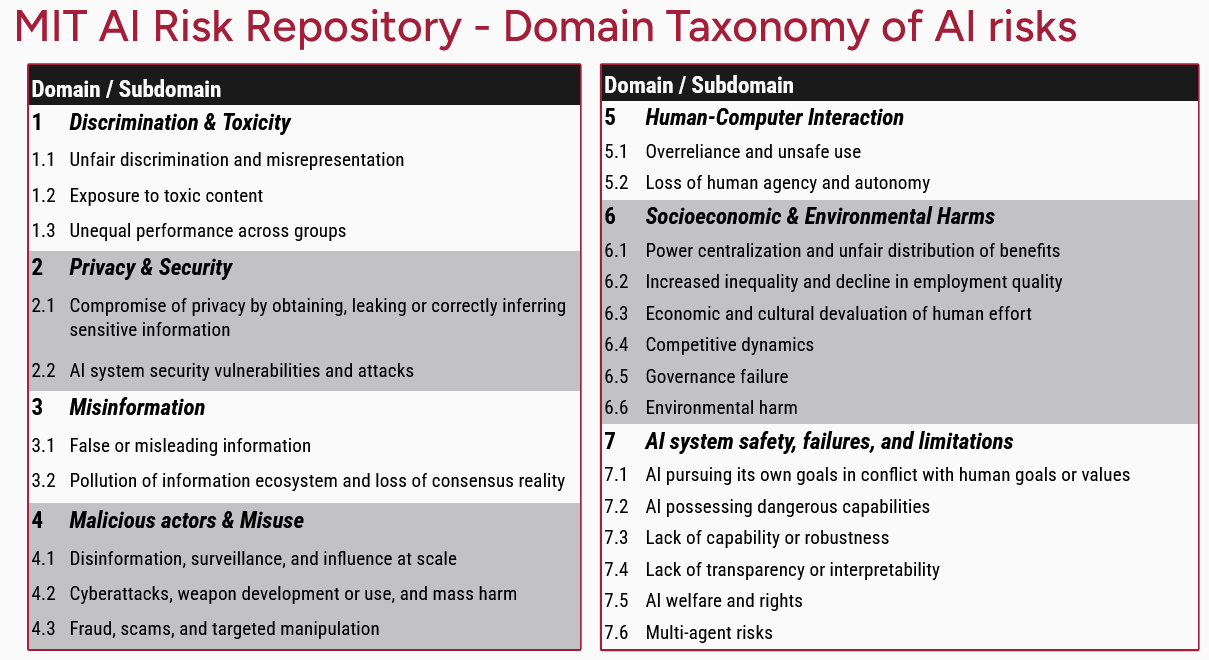 MIT AI Risk Repository - Domain Taxonomy of AI risks
Domain / Subdomain
1 Discrimination & Toxicity
1.1 Unfair discrimination and misrepresentation
1.2 Exposure to toxic content
1.3 Unequal performance across groups
2 Privacy & Security
2.1 Compromise of privacy by obtaining, leaking or correctly inferring
sensitive information
2.2 AI system security vulnerabilities and attacks
3 Misinformation
3.1 False or misleading information
3.2 Pollution of information ecosystem and loss of consensus reality
4 Malicious actors & Misuse
4.1 Disinformation, surveillance, and influence at scale
4.2 Cyberattacks, weapon development or use, and mass harm
4.3 Fraud, scams, and targeted manipulation
Domain / Subdomain
5 Human-Computer Interaction
5.1 Overreliance and unsafe use
5.2 Loss of human agency and autonomy
6 Socioeconomic & Environmental Harms
6.1 Power centralization and unfair distribution of benefits
6.2 Increased inequality and decline in employment quality
6.3 Economic and cultural devaluation of human effort
6.4 Competitive dynamics
6.5 Governance failure
6.6 Environmental harm
7 AI system safety, failures, and limitations
7.1 AI pursuing its own goals in conflict with human goals or values
7.2 AI possessing dangerous capabilities
7.3 Lack of capability or robustness
7.4 Lack of transparency or interpretability
7.5 AI welfare and rights
7.6 Multi-agent risks